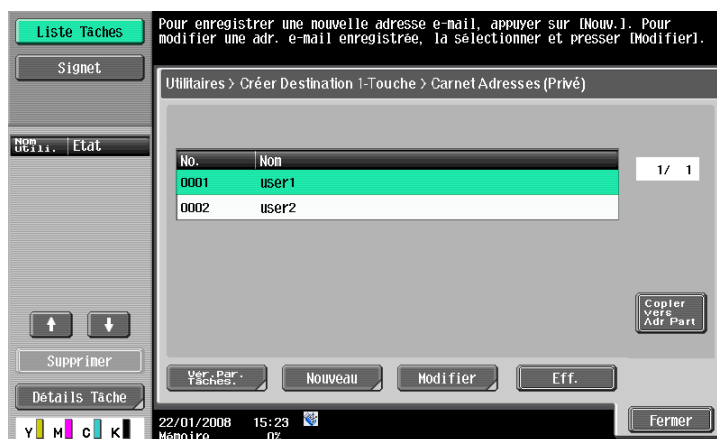 Liste Tâches
Signet
Pour enregistrer une nouvelle adresse e-mail, appuyer sur [Nouv.]. Pour
modifier une adr. e-mail enregistrée, la sélectionner et presser [Modifier].
Utilitaires > Créer Destination 1-Touche > Carnet Adresses (Privé)
Nom
Utili.
Etat
No. Nom
0001 user1
0002 user2
1/ 1
Copier
vers
Adr Part
Supprimer
Détails Tâche
Vér.Par.
Tâches.
Nouveau
Modifier
Eff.
Y M C K
22/01/2008 15:23
Mémoire 0%
Fermer